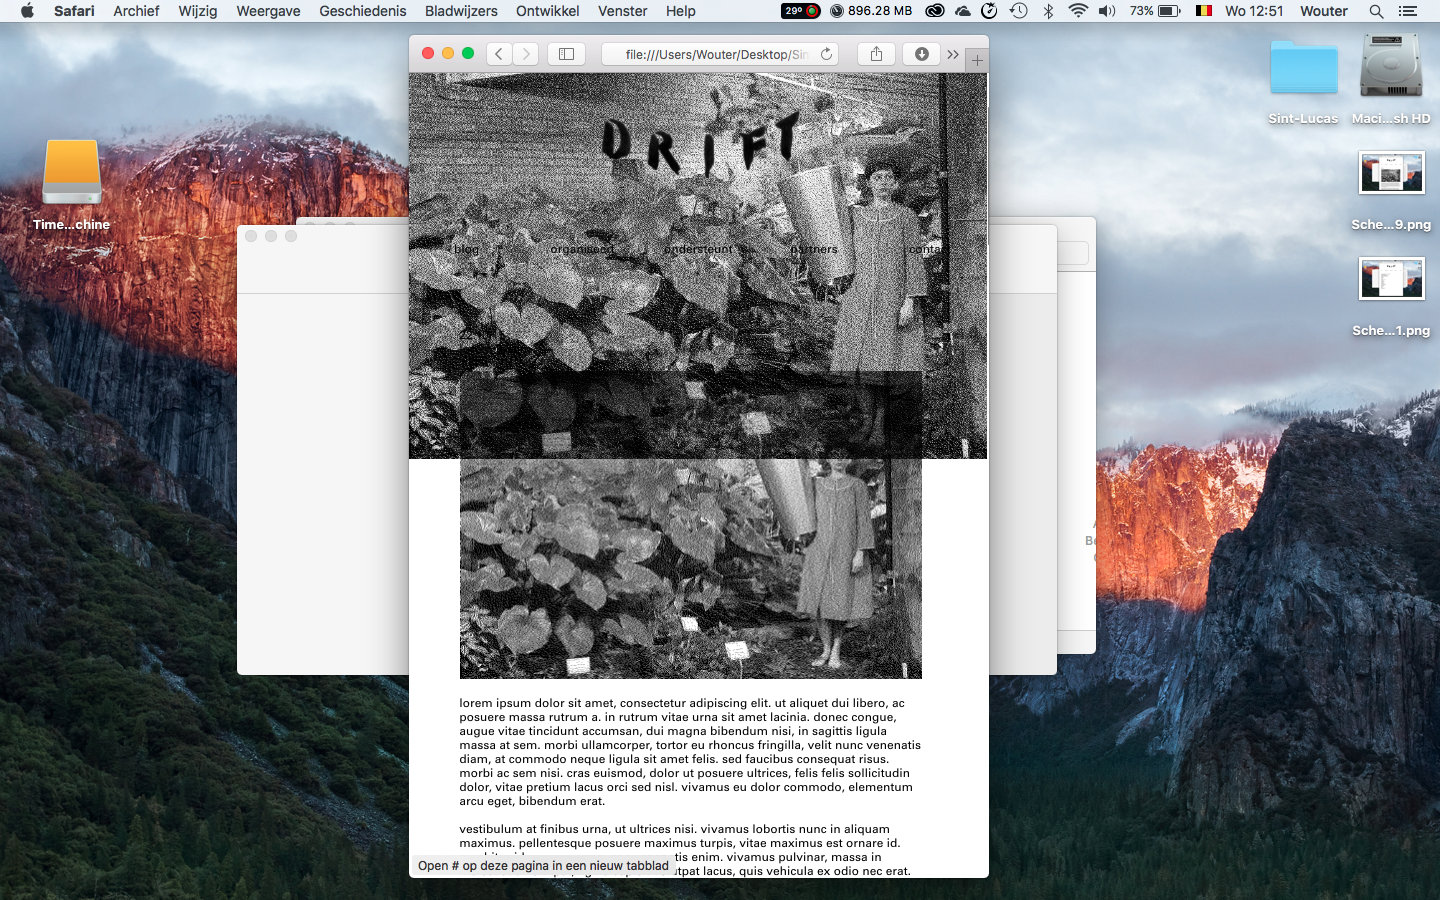 Safari Archief Wijzig Weergave Geschiedenis Bladwijzers Ontwikkel Venster Help 29° 896.28 MB 73% Wo 12:51 Wouter
file:///Users/Wouter/Desktop/Sin
DRIFT
blog organiseert ondersteunt partners contac
Time...chine
Sint-Lucas
Maci...sh HD
Sche...9.png
Sche...1.png
lorem ipsum dolor sit amet, consectetur adipiscing elit. ut aliquet dui libero, ac
posuere massa rutrum a. in rutrum vitae urna sit amet lacinia. donec congue,
augue vitae tincidunt accumsan, dui magna bibendum nisi, in sagittis ligula
massa at sem. morbi ullamcorper, tortor eu rhoncus fringilla, velit nunc venenatis
diam, at commodo neque ligula sit amet felis. sed faucibus consequat risus.
morbi ac sem nisi. cras euismod, dolor ut posuere ultrices, felis felis sollicitudin
dolor, vitae pretium lacus orci sed nisl. vivamus eu dolor commodo, elementum
arcu eget, bibendum erat.
vestibulum at finibus urna, ut ultrices nisi. vivamus lobortis nunc in aliquam
maximus. pellentesque posuere maximus turpis, vitae maximus est ornare id.
tis enim. vivamus pulvinar, massa in
utpat lacus, quis vehicula ex odio nec erat.
Open # op deze pagina in een nieuw tabblad